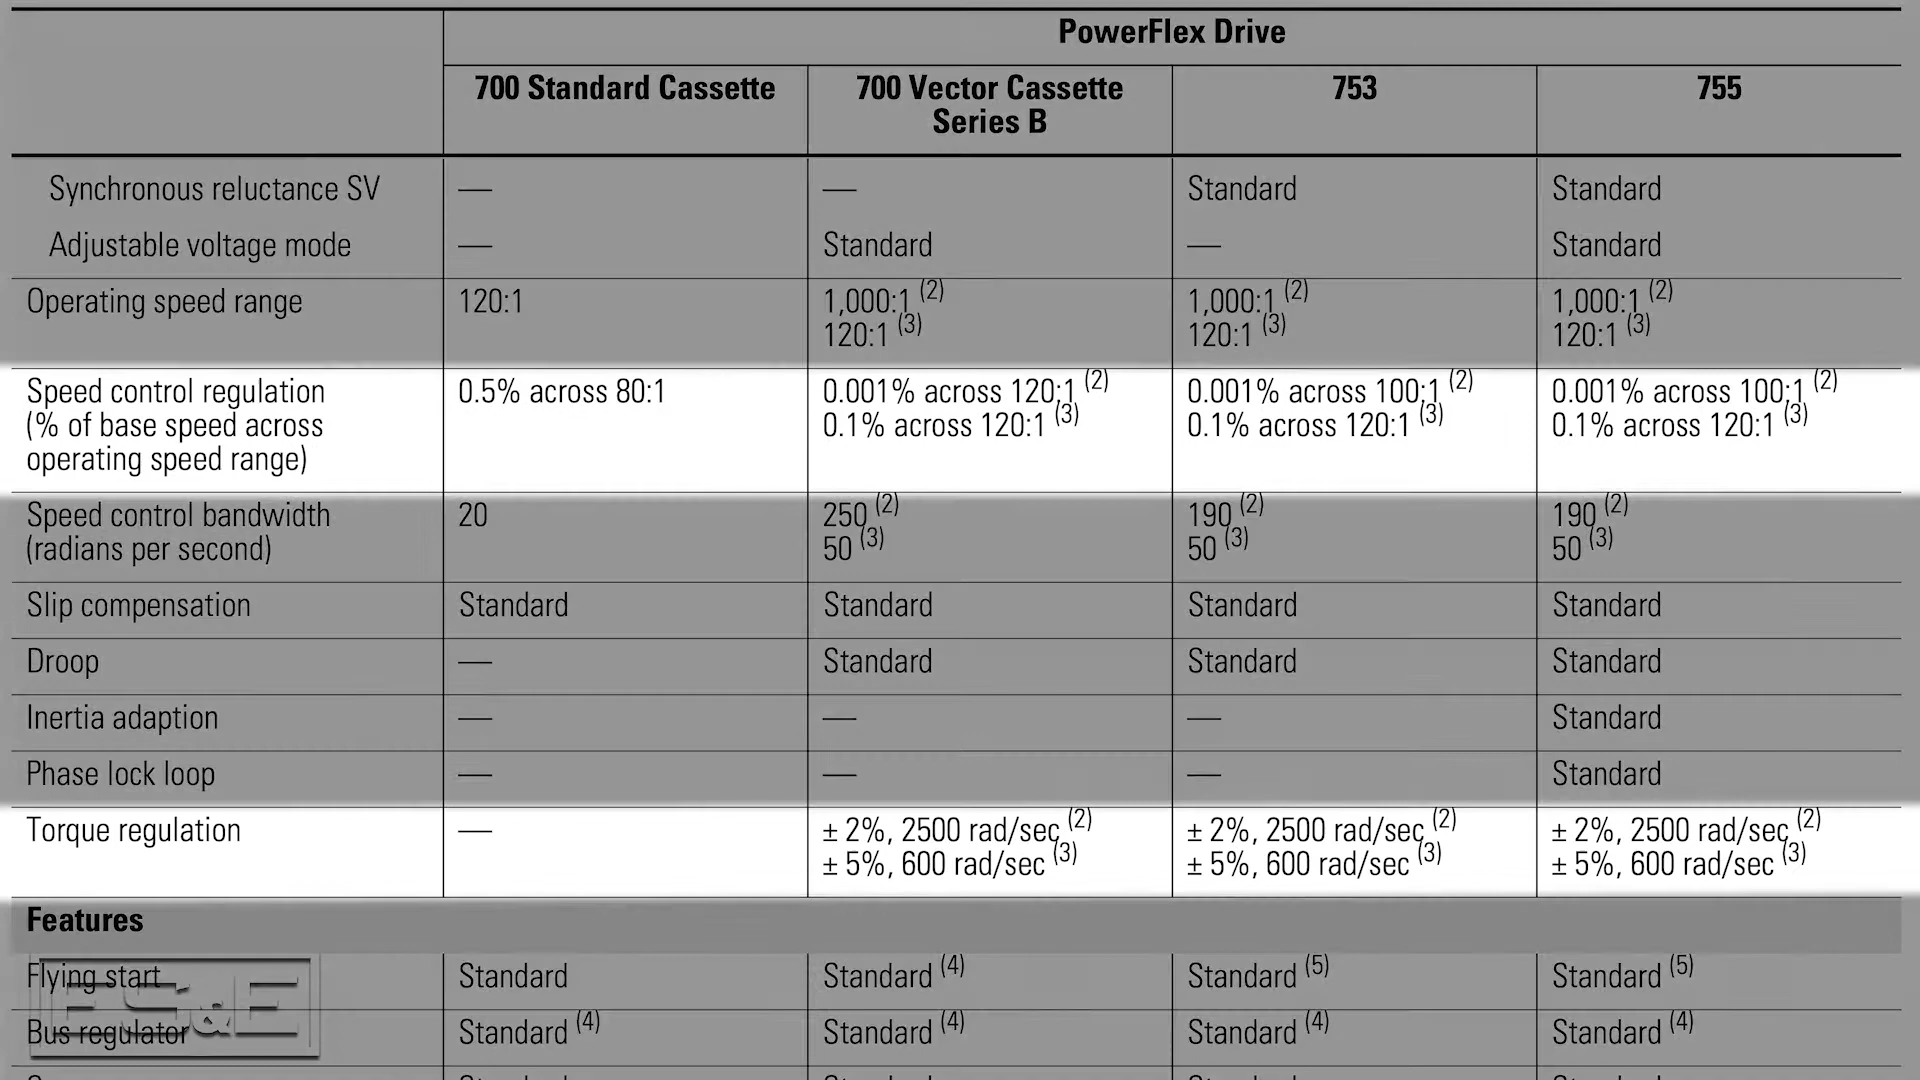 PowerFlex Drive
700 Standard Cassette
700 Vector Cassette
Series B
753
755
Synchronous reluctance SV — — Standard Standard
Adjustable voltage mode — Standard — Standard
Operating speed range 120:1 1,000:1 (2) 1,000:1 (2) 1,000:1 (2)
120:1 (3) 120:1 (3) 120:1 (3)
Speed control regulation 0.5% across 80:1 0.001% across 120:1 (2) 0.001% across 100:1 (2) 0.001% across 100:1 (2)
(% of base speed across 0.1% across 120:1 (3) 0.1% across 120:1 (3) 0.1% across 120:1 (3)
operating speed range)
Speed control bandwidth 20 250 (2) 190 (2) 190 (2)
(radians per second) 50 (3) 50 (3) 50 (3)
Slip compensation Standard Standard Standard Standard
Droop — Standard Standard Standard
Inertia adaption — — — Standard
Phase lock loop — — — Standard
Torque regulation — ± 2%, 2500 rad/sec (2) ± 2%, 2500 rad/sec (2) ± 2%, 2500 rad/sec (2)
± 5%, 600 rad/sec (3) ± 5%, 600 rad/sec (3) ± 5%, 600 rad/sec (3)
Features
Flying start Standard Standard (4) Standard (5) Standard (5)
Bus regulator Standard (4) Standard (4) Standard (4) Standard (4)